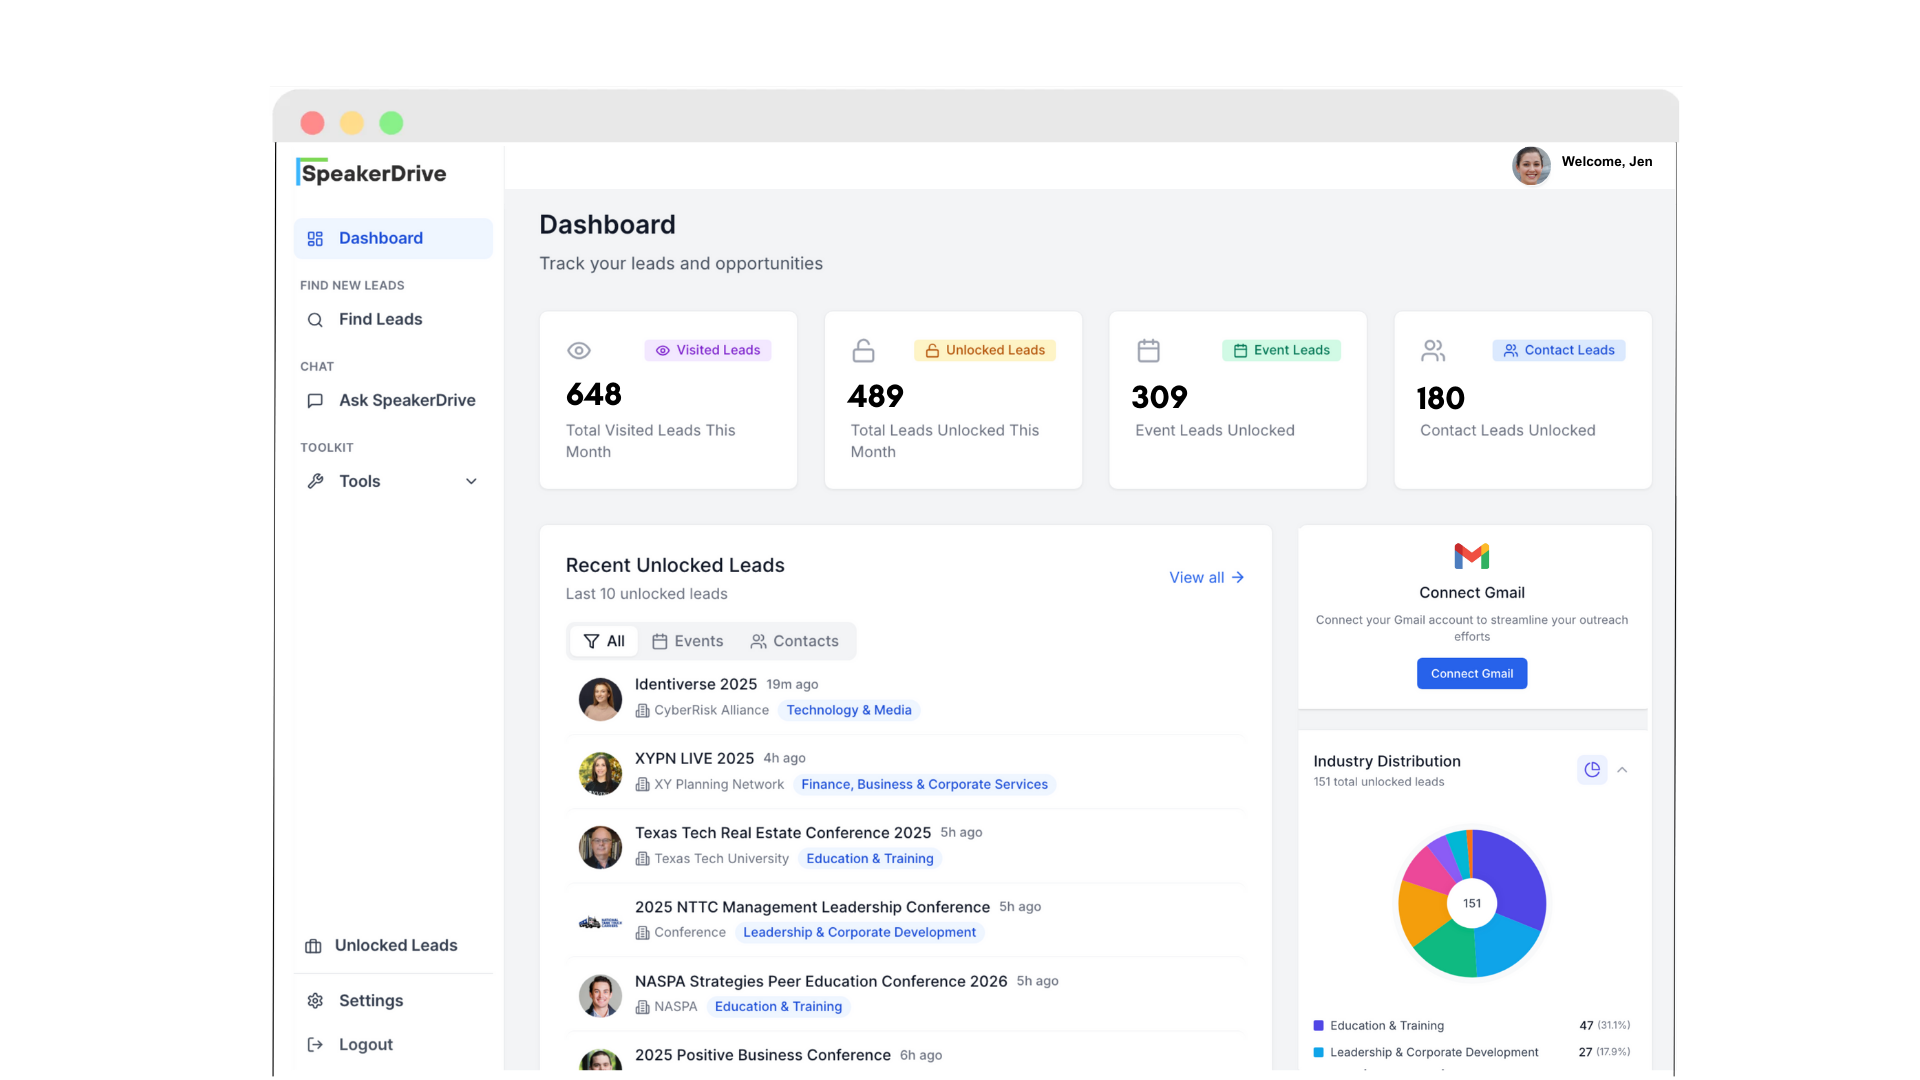 SpeakerDrive
Welcome, Jen
Dashboard
FIND NEW LEADS
Find Leads
CHAT
Ask SpeakerDrive
TOOLKIT
Tools
Unlocked Leads
Settings
Logout
Dashboard
Track your leads and opportunities
Visited Leads
648
Total Visited Leads This
Month
Unlocked Leads
489
Total Leads Unlocked This
Month
Event Leads
309
Event Leads Unlocked
Contact Leads
180
Contact Leads Unlocked
Recent Unlocked Leads
Last 10 unlocked leads
View all
All Events Contacts
Identiverse 2025 19m ago
CyberRisk Alliance Technology & Media
XYPN LIVE 2025 4h ago
XY Planning Network Finance, Business & Corporate Services
Texas Tech Real Estate Conference 2025 5h ago
Texas Tech University Education & Training
2025 NTTC Management Leadership Conference 5h ago
Conference Leadership & Corporate Development
NASPA Strategies Peer Education Conference 2026 5h ago
NASPA Education & Training
2025 Positive Business Conference 6h ago
Connect Gmail
Connect your Gmail account to streamline your outreach
efforts
Connect Gmail
Industry Distribution
151 total unlocked leads
151
Education & Training 47 (31.1%)
Leadership & Corporate Development 27 (17.9%)